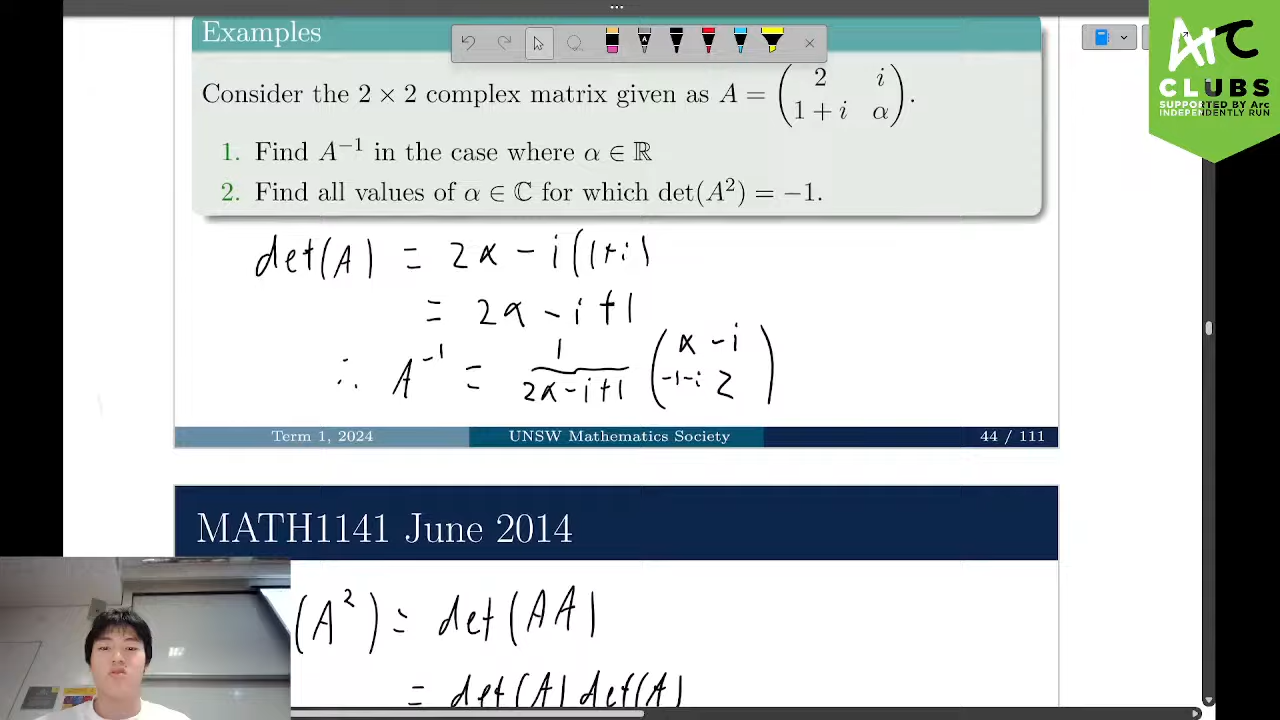 Examples
Consider the 2 × 2 complex matrix given as A = ( 2 i
1 + i α ).
1. Find A⁻¹ in the case where α ∈ ℝ
2. Find all values of α ∈ ℂ for which det(A²) = −1.
det(A) = 2α − i(1+i)
= 2α − i + 1
∴ A⁻¹ = 1/(2α−i+1) ( α −i
−1−i 2 )
Term 1, 2024 UNSW Mathematics Society 44 / 111
MATH1141 June 2014
(A²) = det(AA)
= det(A) det(A)
Arc
CLUBS
SUPPORTED BY Arc
INDEPENDENTLY RUN